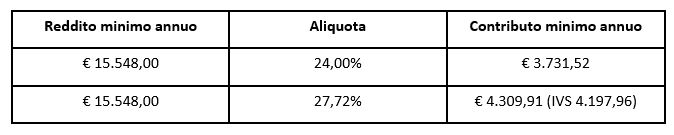 Reddito minimo annuo Aliquota Contributo minimo annuo
€ 15.548,00 24,00% € 3.731,52
€ 15.548,00 27,72% € 4.309,91 (IVS 4.197,96)